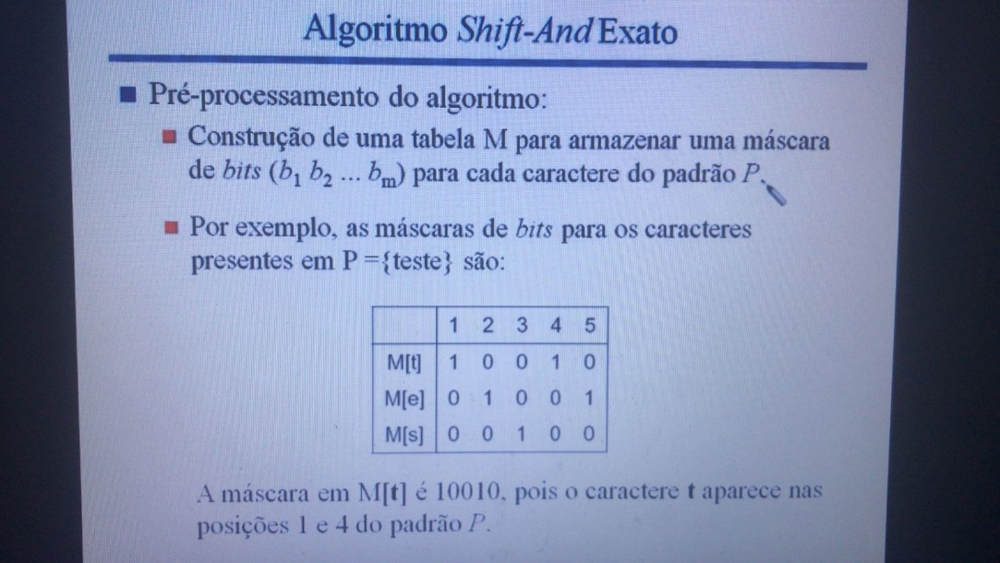 Algoritmo Shift-And Exato
Pré-processamento do algoritmo:
Construção de uma tabela M para armazenar uma máscara
de bits (b1 b2 ... bm) para cada caractere do padrão P.
Por exemplo, as máscaras de bits para os caracteres
presentes em P ={teste} são:
1 2 3 4 5
M[t] 1 0 0 1 0
M[e] 0 1 0 0 1
M[s] 0 0 1 0 0
A máscara em M[t] é 10010, pois o caractere t aparece nas
posições 1 e 4 do padrão P.